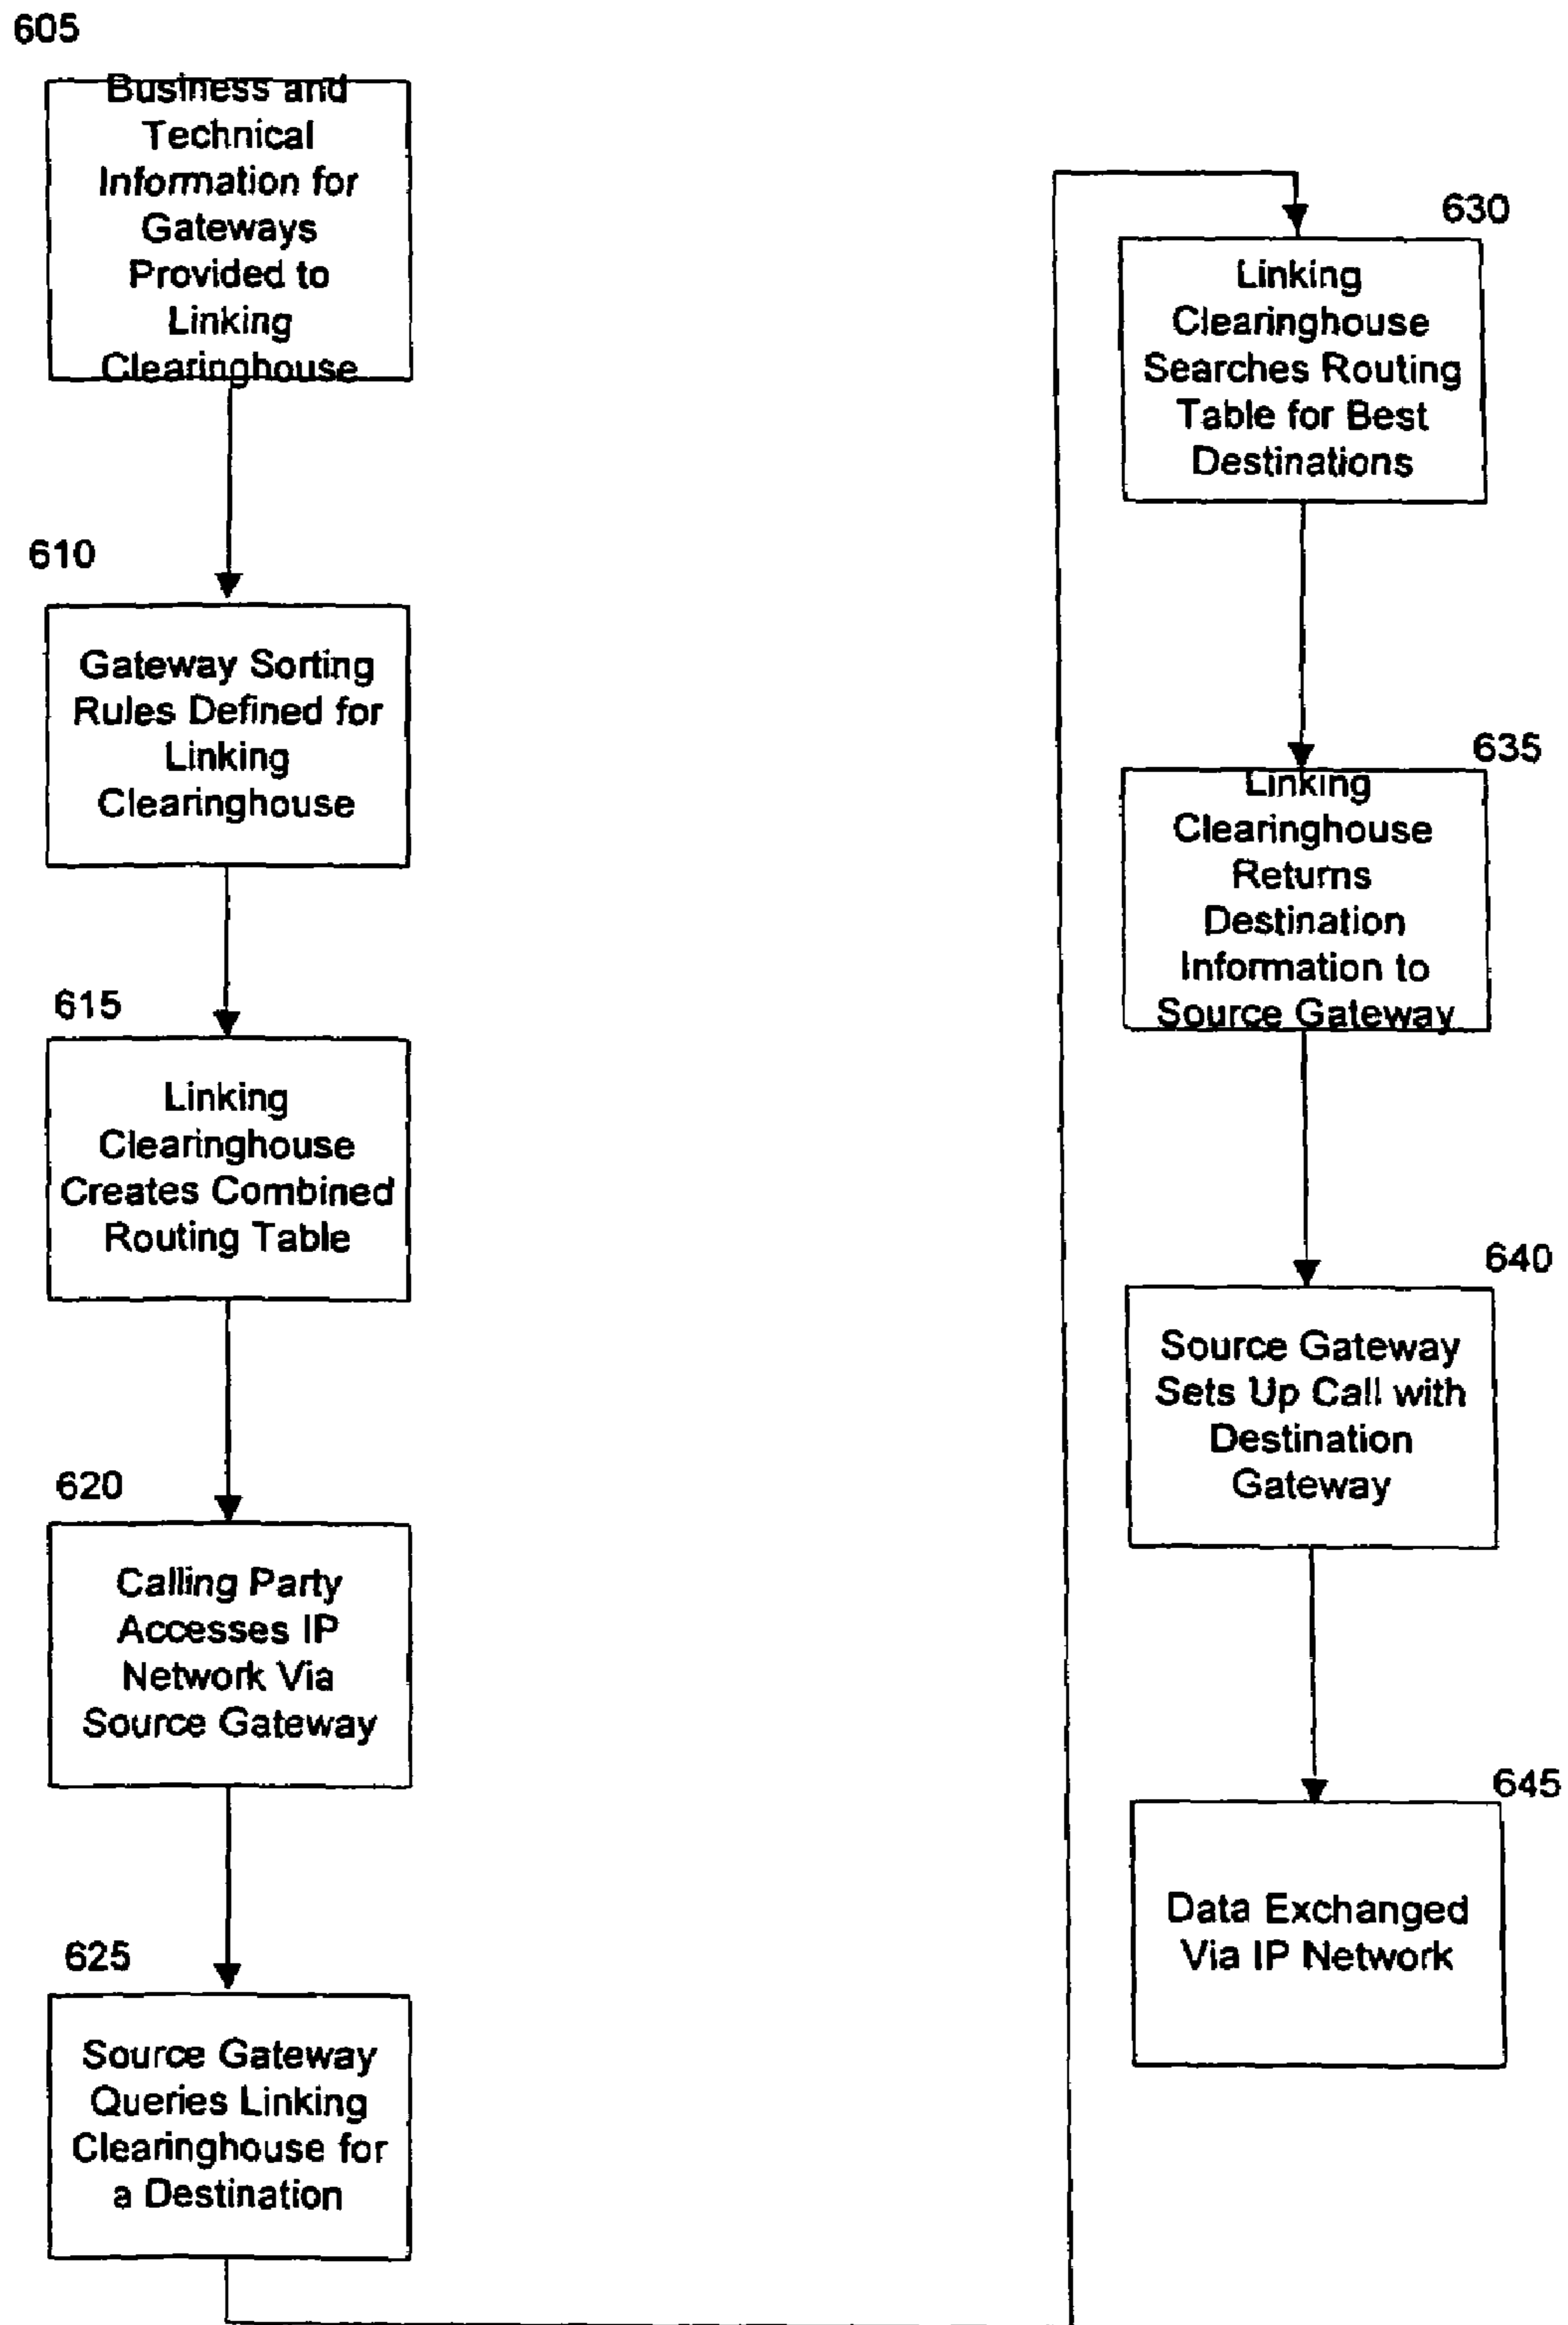 605
Business and
Technical
Information for
Gateways
Provided to
Linking
Clearinghouse
610
Gateway Sorting
Rules Defined for
Linking
Clearinghouse
615
Linking
Clearinghouse
Creates Combined
Routing Table
620
Calling Party
Accesses IP
Network Via
Source Gateway
625
Source Gateway
Queries Linking
Clearinghouse for
a Destination
630
Linking
Clearinghouse
Searches Routing
Table for Best
Destinations
635
Linking
Clearinghouse
Returns
Destination
Information to
Source Gateway
640
Source Gateway
Sets Up Call with
Destination
Gateway
645
Data Exchanged
Via IP Network